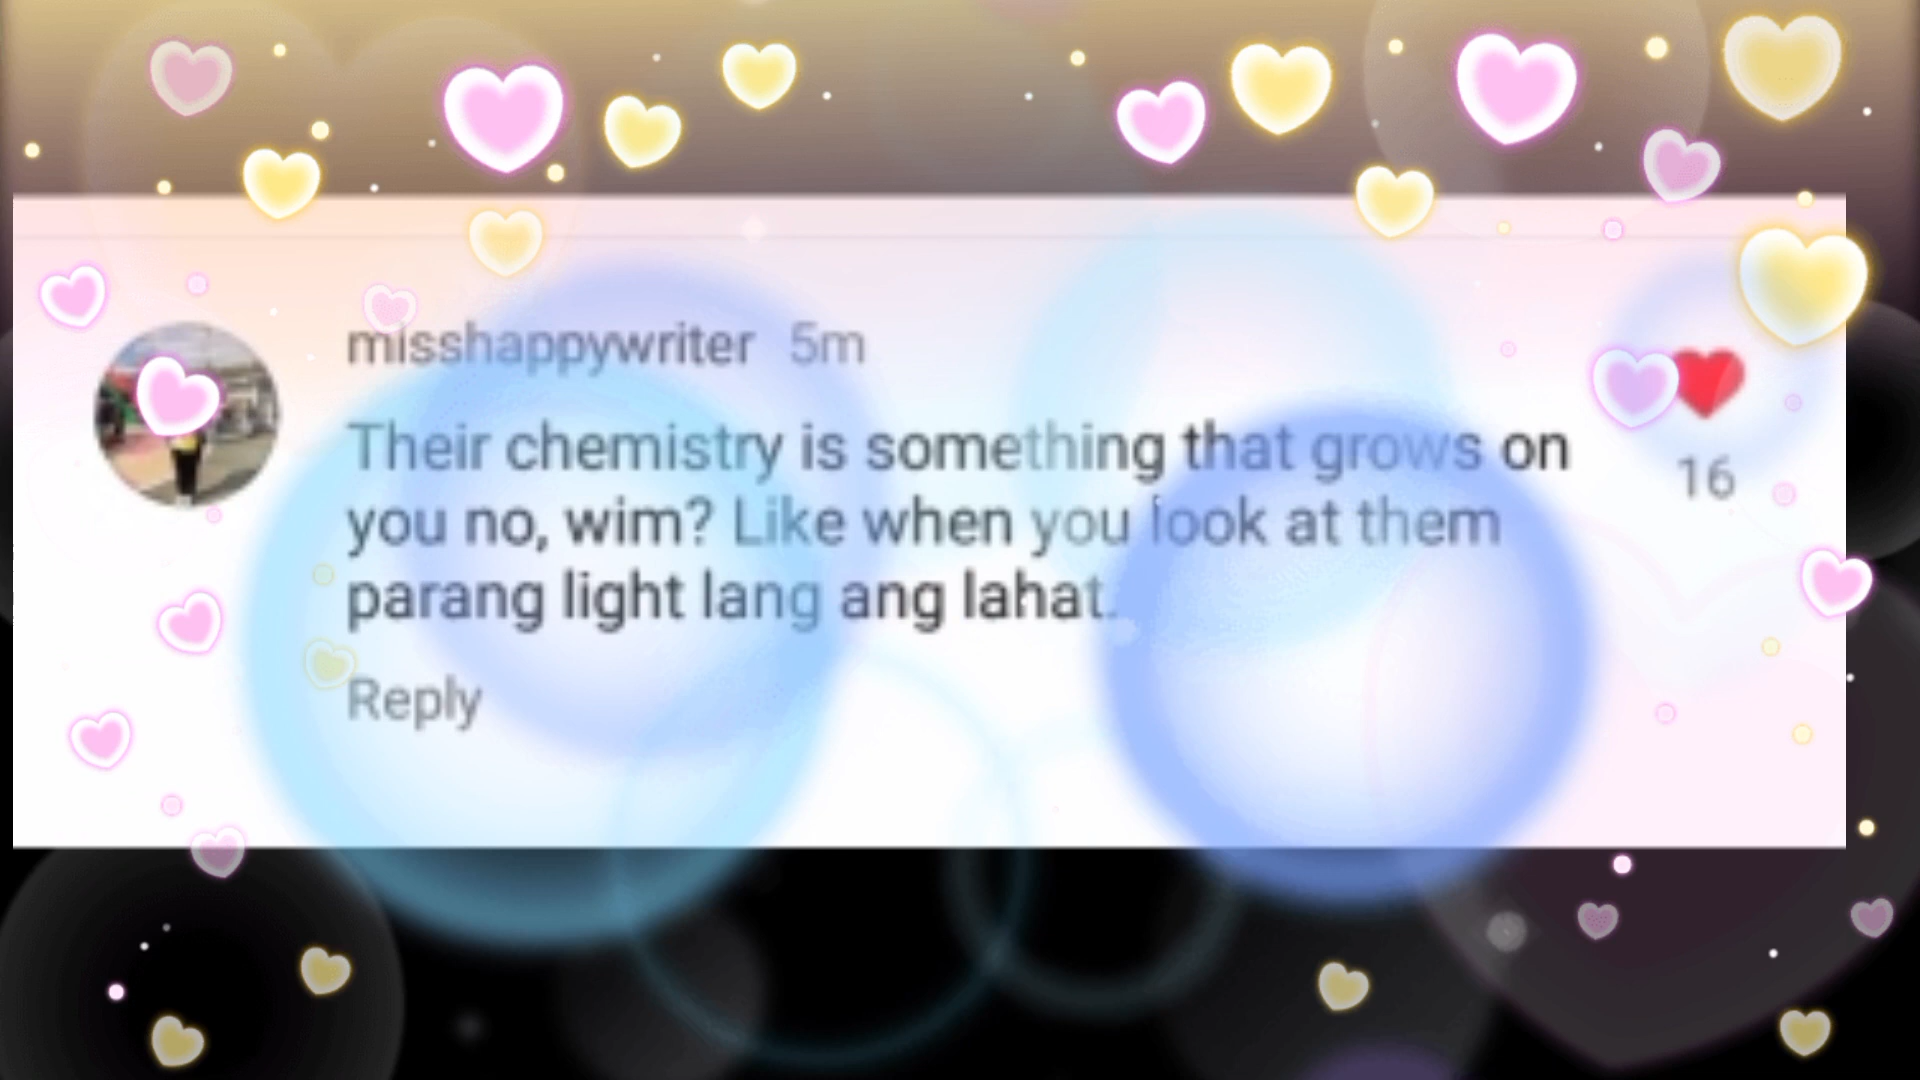 misshappywriter 5m
Their chemistry is something that grows on
you no, wim? Like when you look at them
parang light lang ang lahat.
Reply
16